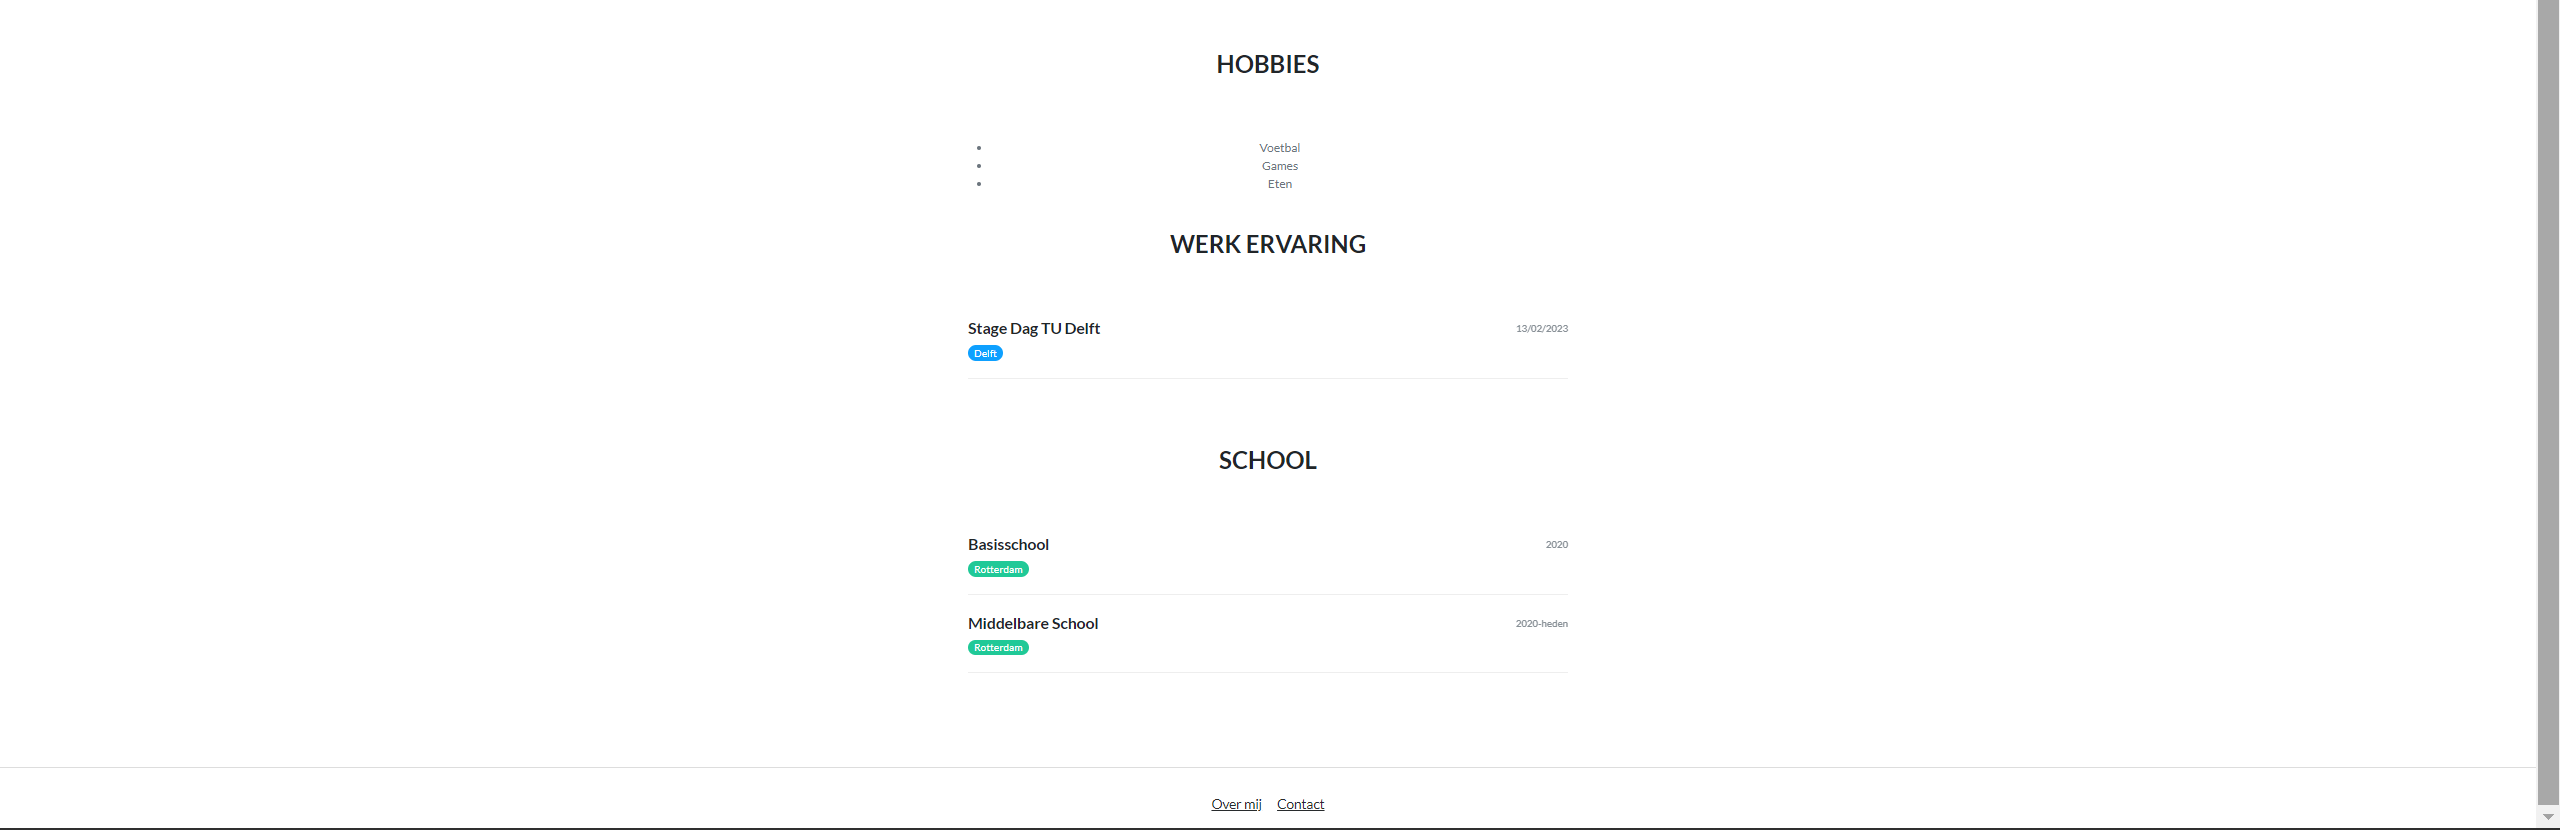 HOBBIES
Voetbal
Games
Eten
WERK ERVARING
Stage Dag TU Delft 13/02/2023
Delft
SCHOOL
Basisschool 2020
Rotterdam
Middelbare School 2020-heden
Rotterdam
Over mij Contact